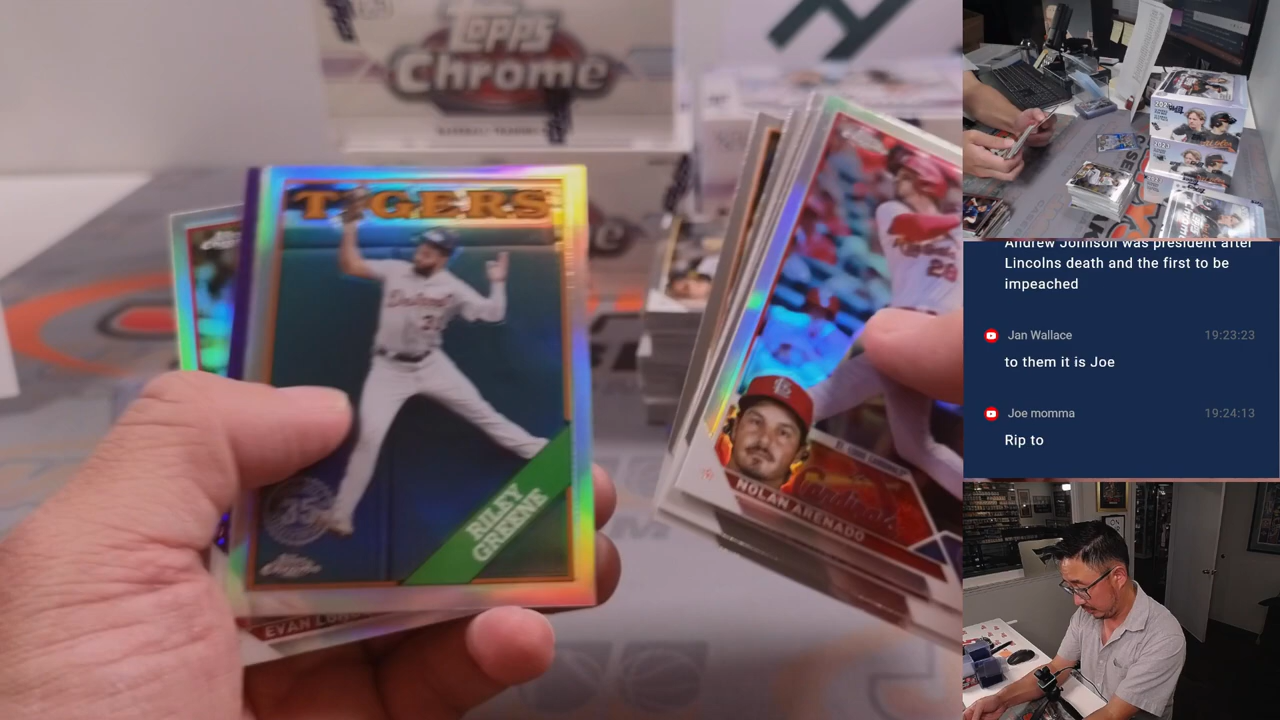 Topps
Chrome
TIGERS
RILEY
GREENE
EVAN
28
NOLAN ARENADO
Cardinals
Andrew Johnson was president after
Lincolns death and the first to be
impeached
Jan Wallace 19:23:23
to them it is Joe
Joe momma 19:24:13
Rip to